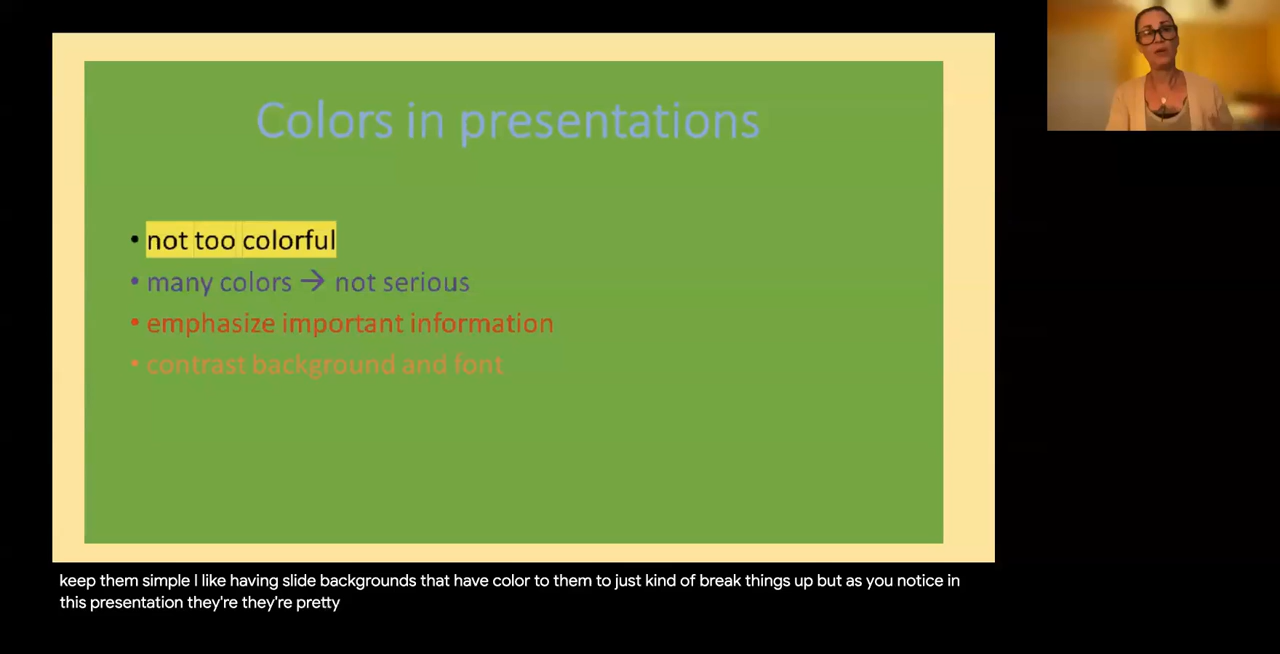 Colors in presentations
• not too colorful
• many colors → not serious
• emphasize important information
• contrast background and font
keep them simple I like having slide backgrounds that have color to them to just kind of break things up but as you notice in
this presentation they're they're pretty